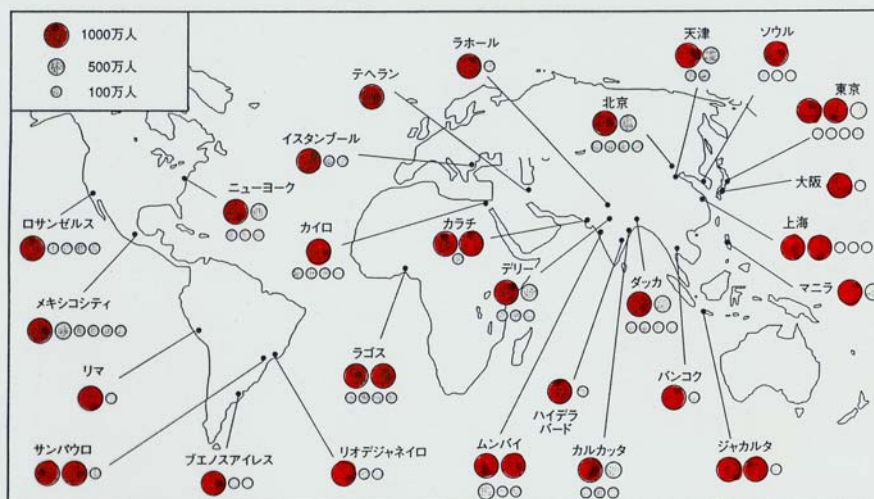 1000万人
500万人
100万人
ラホール
テヘラン
天津
ソウル
北京
東京
イスタンブール
ニューヨーク
大阪
ロサンゼルス
カイロ
カラチ
上海
デリー
ダッカ
マニラ
メキシコシティ
リマ
ラゴス
バンコク
ハイデラ
バード
サンパウロ
ブエノスアイレス
リオデジャネイロ
ムンバイ
カルカッタ
ジャカルタ